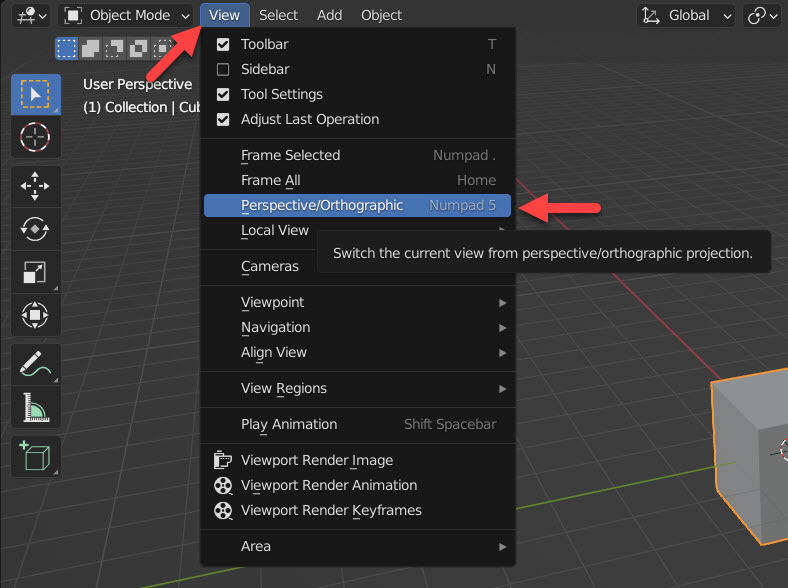 Object Mode View Select Add Object Global
User Perspective
(1) Collection | Cub
Toolbar T
Sidebar N
Tool Settings
Adjust Last Operation
Frame Selected Numpad .
Frame All Home
Perspective/Orthographic Numpad 5
Local View
Switch the current view from perspective/orthographic projection.
Cameras
Viewpoint
Navigation
Align View
View Regions
Play Animation Shift Spacebar
Viewport Render Image
Viewport Render Animation
Viewport Render Keyframes
Area